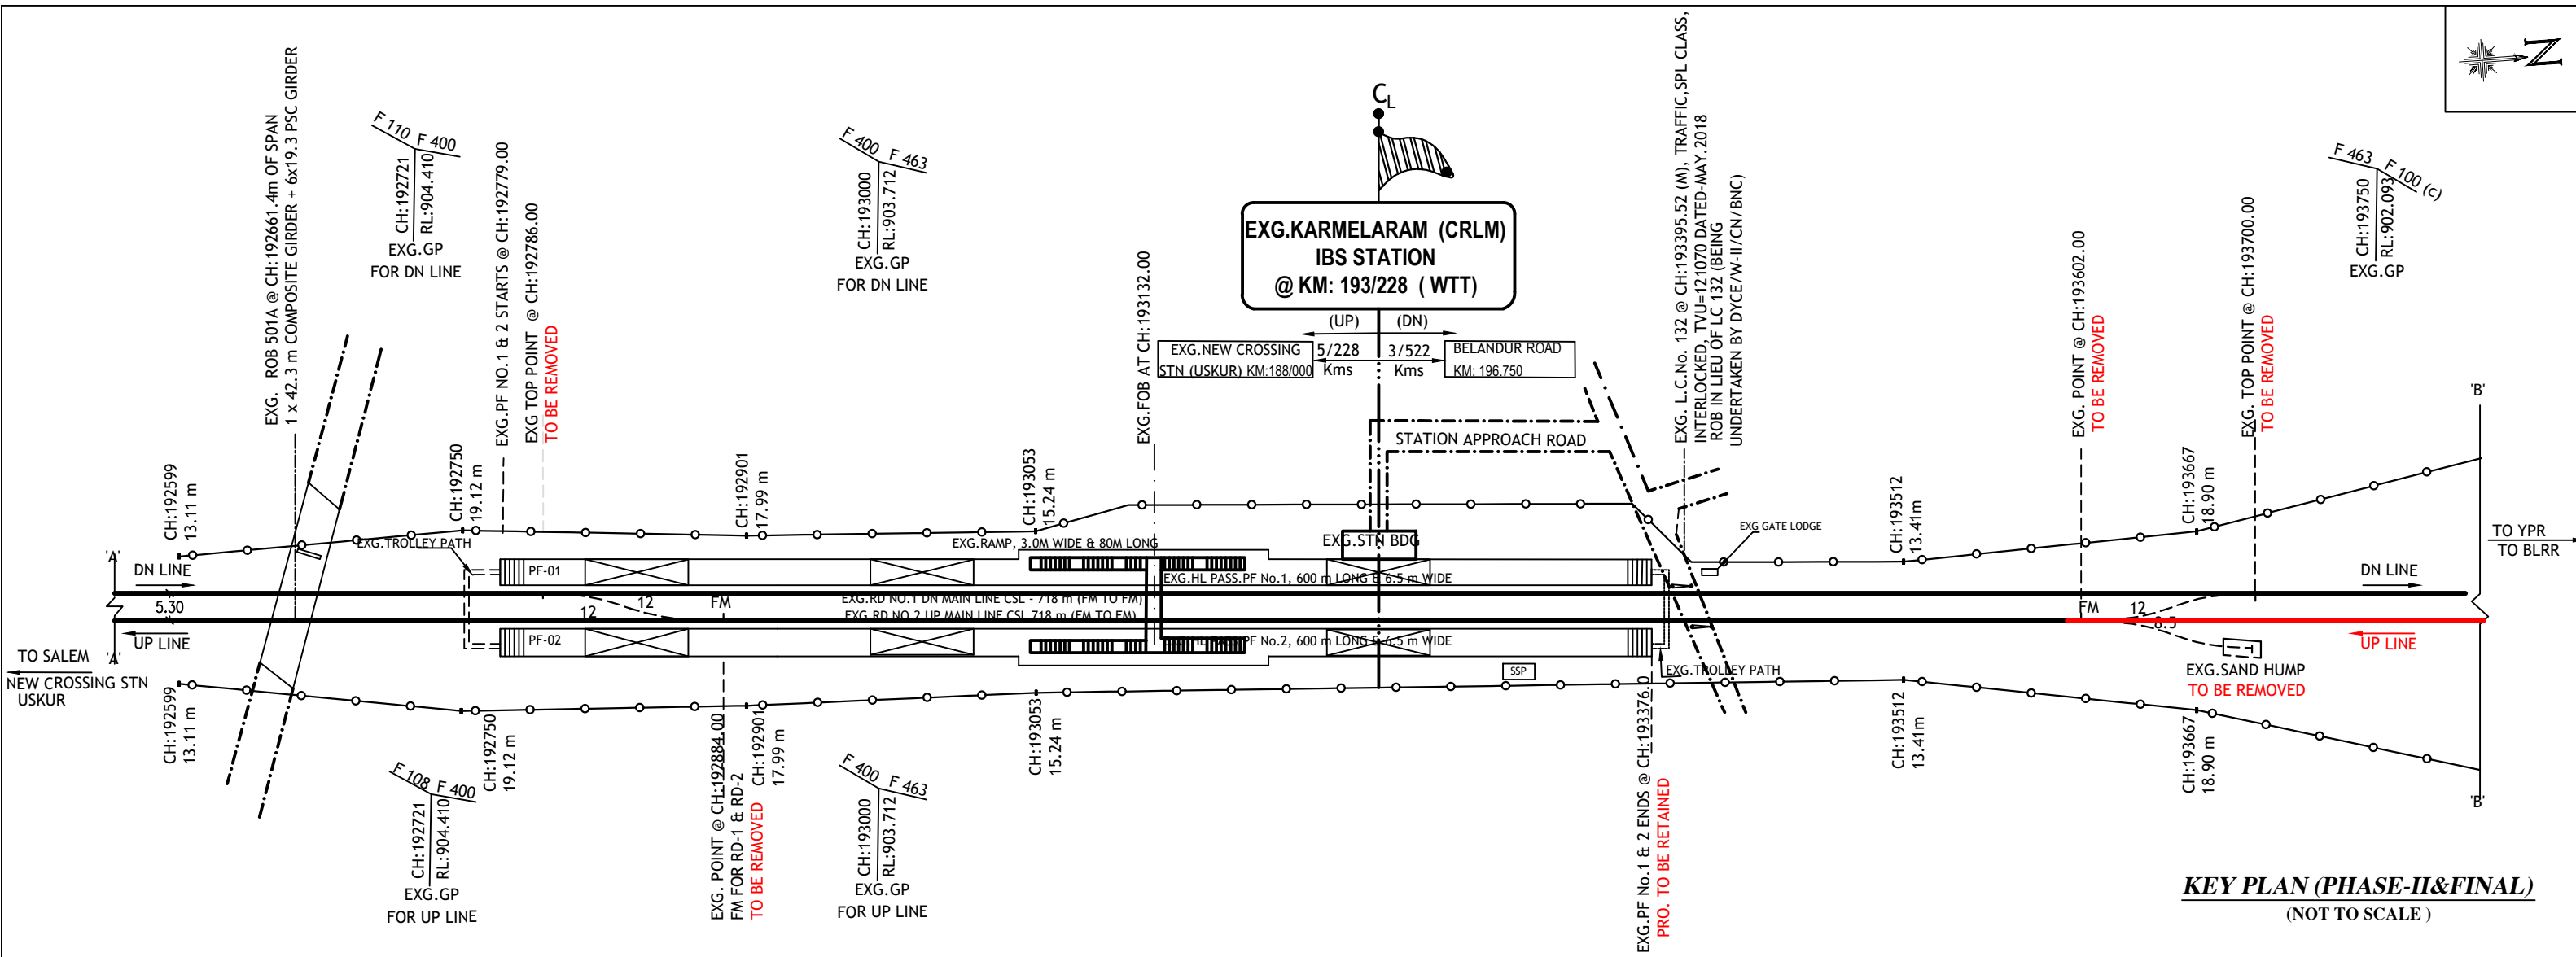 N
EXG. ROB 501A @ CH:192661.4m OF SPAN
1 x 42.3 m COMPOSITE GIRDER + 6x19.3 PSC GIRDER
F 110 F 400
CH:192721
RL:904.410
EXG.GP
FOR DN LINE
EXG.PF NO.1 & 2 STARTS @ CH:192779.00
EXG TOP POINT @ CH:192786.00
TO BE REMOVED
F 400 F 463
CH:193000
RL:903.712
EXG.GP
FOR DN LINE
EXG.FOB AT CH:193132.00
CL
EXG.KARMELARAM (CRLM)
IBS STATION
@ KM: 193/228 ( WTT)
(UP) (DN)
EXG.NEW CROSSING
STN (USKUR) KM:188/000
5/228
Kms
3/522
Kms
BELANDUR ROAD
KM: 196.750
STATION APPROACH ROAD
EXG. L.C.No. 132 @ CH:193395.52 (M), TRAFFIC,SPL CLASS,
INTERLOCKED, TVU=121070 DATED-MAY.2018
ROB IN LIEU OF LC 132 (BEING
UNDERTAKEN BY DYCE/W-II/CN/BNC)
EXG. POINT @ CH:193602.00
TO BE REMOVED
EXG. TOP POINT @ CH:193700.00
TO BE REMOVED
F 463 F 100 (c)
CH:193750
RL:902.093
EXG.GP
CH:192599
13.11 m
CH:192750
19.12 m
CH:192901
17.99 m
CH:193053
15.24 m
CH:193512
13.41m
CH:193667
18.90 m
'A'
'B'
EXG.TROLLEY PATH
EXG.RAMP, 3.0M WIDE & 80M LONG
EXG.STN BDG
EXG GATE LODGE
TO YPR
TO BLRR
DN LINE
PF-01
EXG.HL PASS.PF No.1, 600 m LONG & 6.5 m WIDE
DN LINE
5.30
12
12
FM
EXG.RD NO.1 DN MAIN LINE CSL - 718 m (FM TO FM)
EXG.RD NO.2 UP MAIN LINE CSL 718 m (FM TO FM)
FM
12
8.5
UP LINE
PF-02
EXG.HL PASS.PF No.2, 600 m LONG & 6.5 m WIDE
UP LINE
'A'
TO SALEM
NEW CROSSING STN
USKUR
SSP
EXG.TROLLEY PATH
EXG.SAND HUMP
TO BE REMOVED
CH:192599
13.11 m
CH:192750
19.12 m
EXG. POINT @ CH:192884.00
FM FOR RD-1 & RD-2
TO BE REMOVED
CH:192901
17.99 m
CH:193053
15.24 m
EXG.PF No.1 & 2 ENDS @ CH:193376.0
PRO. TO BE RETAINED
CH:193512
13.41m
CH:193667
18.90 m
'B'
F 108 F 400
CH:192721
RL:904.410
EXG.GP
FOR UP LINE
F 400 F 463
CH:193000
RL:903.712
EXG.GP
FOR UP LINE
KEY PLAN (PHASE-II&FINAL)
(NOT TO SCALE )